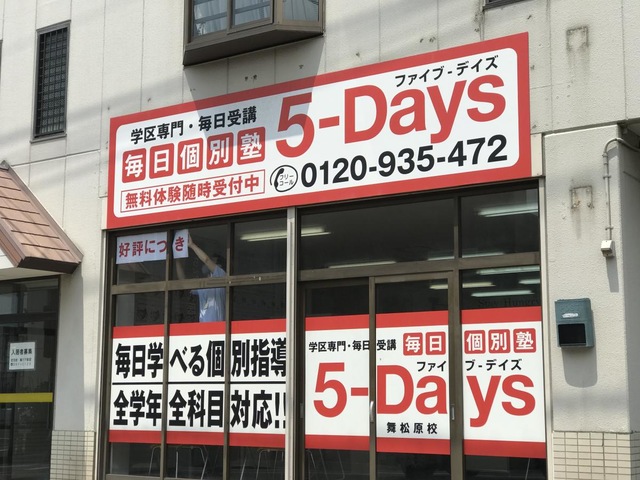 学区専門・毎日受講
毎日個別塾
ファイブ-デイズ
5-Days
無料体験随時受付中
フリーコール
0120-935-472
好評につき
毎日学べる個別指導
全学年全科目対応!!
学区専門・毎日受講
毎日個別塾
ファイブ-デイズ
5-Days
舞松原校